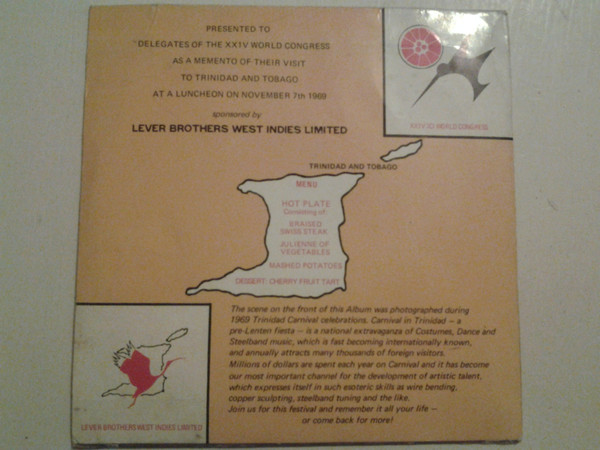 PRESENTED TO
DELEGATES OF THE XXIV WORLD CONGRESS
AS A MEMENTO OF THEIR VISIT
TO TRINIDAD AND TOBAGO
AT A LUNCHEON ON NOVEMBER 7th 1969
sponsored by
LEVER BROTHERS WEST INDIES LIMITED
WORLD CONGRESS
TRINIDAD AND TOBAGO
MENU
HOT PLATE
Consisting of:
BRAISED
SWISS STEAK
JULIENNE OF
VEGETABLES
MASHED POTATOES
DESSERT: CHERRY FRUIT TART
The scene on the front of this Album was photographed during
1969 Trinidad Carnival celebrations. Carnival in Trinidad – a
pre-Lenten fiesta – is a national extravaganza of Costumes, Dance and
Steelband music, which is fast becoming internationally known,
and annually attracts many thousands of foreign visitors.
Millions of dollars are spent each year on Carnival and it has become
our most important channel for the development of artistic talent,
which expresses itself in such esoteric skills as wire bending,
copper sculpting, steelband tuning and the like.
Join us for this festival and remember it all your life –
or come back for more!
LEVER BROTHERS WEST INDIES LIMITED